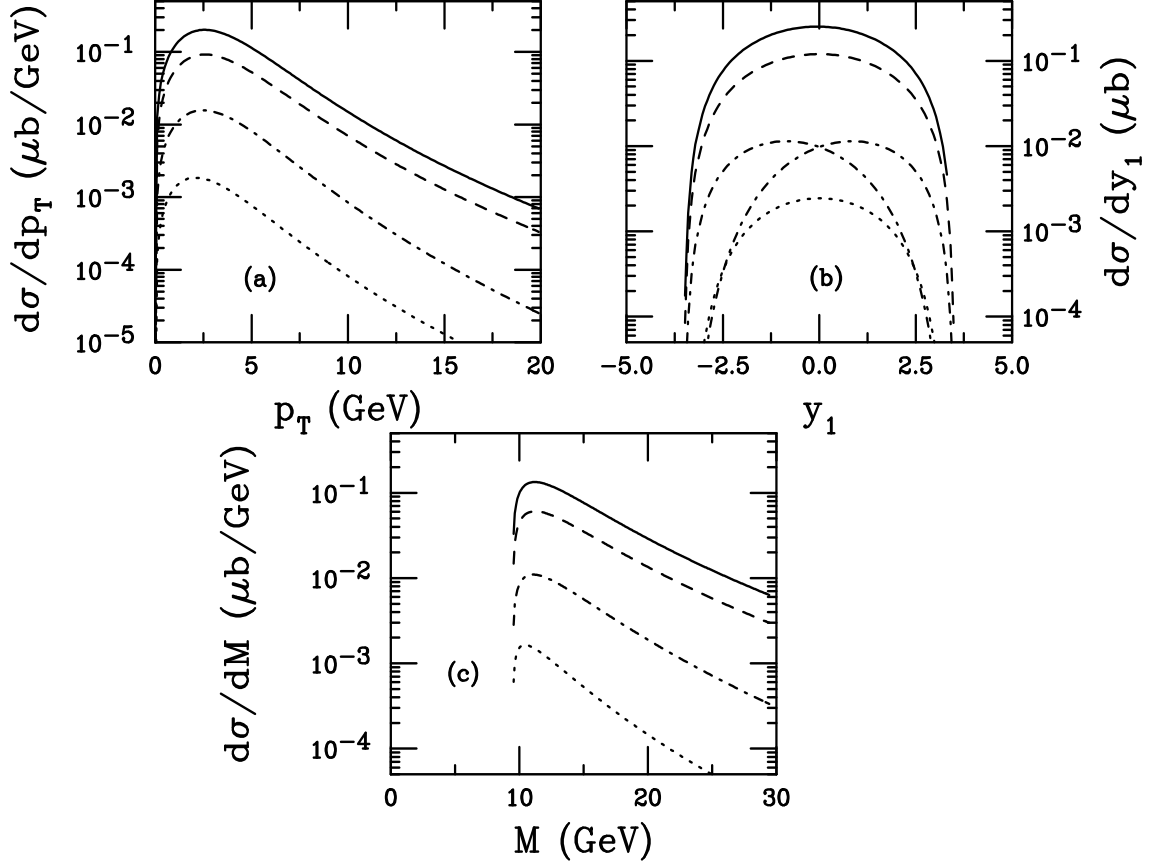 dσ/dp_T (μb/GeV)
10⁻¹
10⁻²
10⁻³
10⁻⁴
10⁻⁵
(a)
0 5 10 15 20
p_T (GeV)
dσ/dy₁ (μb)
10⁻¹
10⁻²
10⁻³
10⁻⁴
(b)
−5.0 −2.5 0.0 2.5 5.0
y₁
dσ/dM (μb/GeV)
10⁻¹
10⁻²
10⁻³
10⁻⁴
(c)
0 10 20 30
M (GeV)